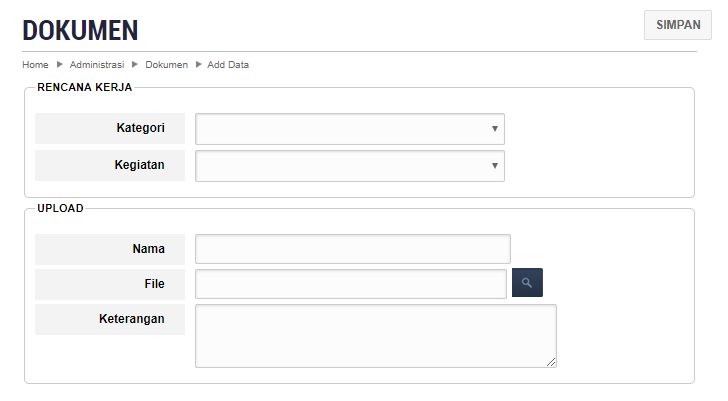 DOKUMEN
SIMPAN
Home Administrasi Dokumen Add Data
RENCANA KERJA
Kategori
Kegiatan
UPLOAD
Nama
File
Keterangan